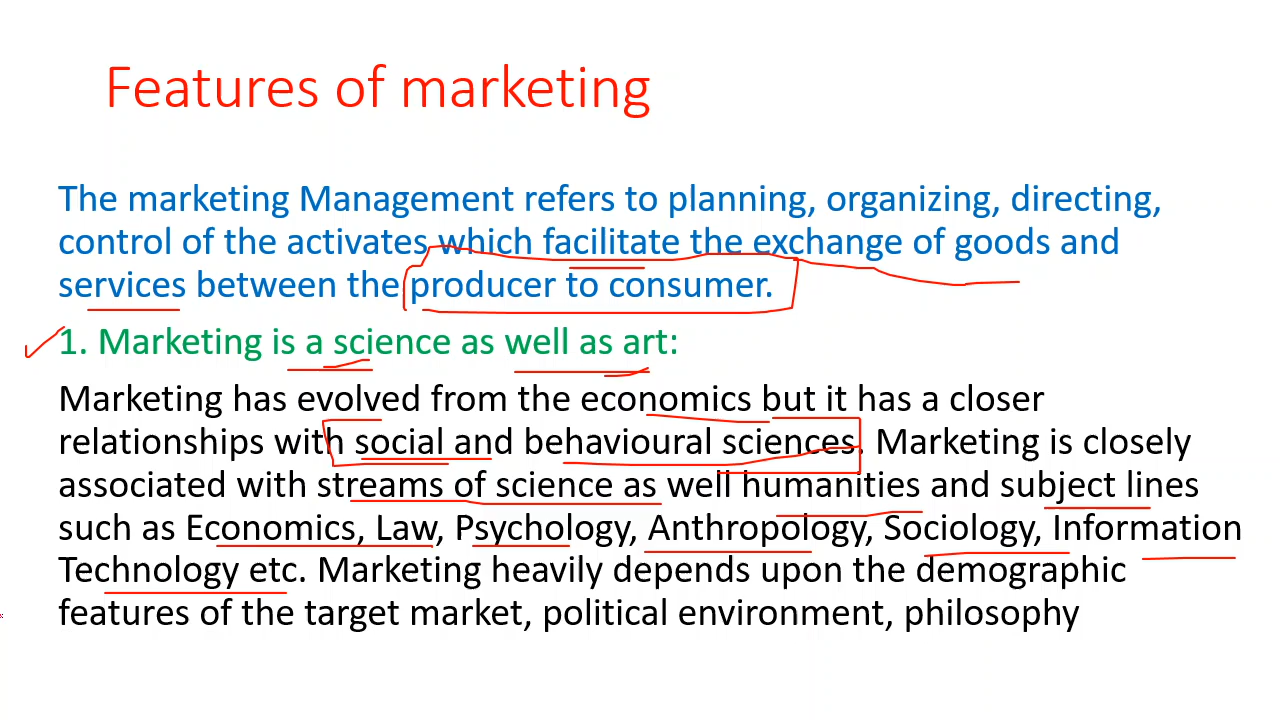 Features of marketing
The marketing Management refers to planning, organizing, directing,
control of the activates which facilitate the exchange of goods and
services between the producer to consumer.
1. Marketing is a science as well as art:
Marketing has evolved from the economics but it has a closer
relationships with social and behavioural sciences. Marketing is closely
associated with streams of science as well humanities and subject lines
such as Economics, Law, Psychology, Anthropology, Sociology, Information
Technology etc. Marketing heavily depends upon the demographic
features of the target market, political environment, philosophy